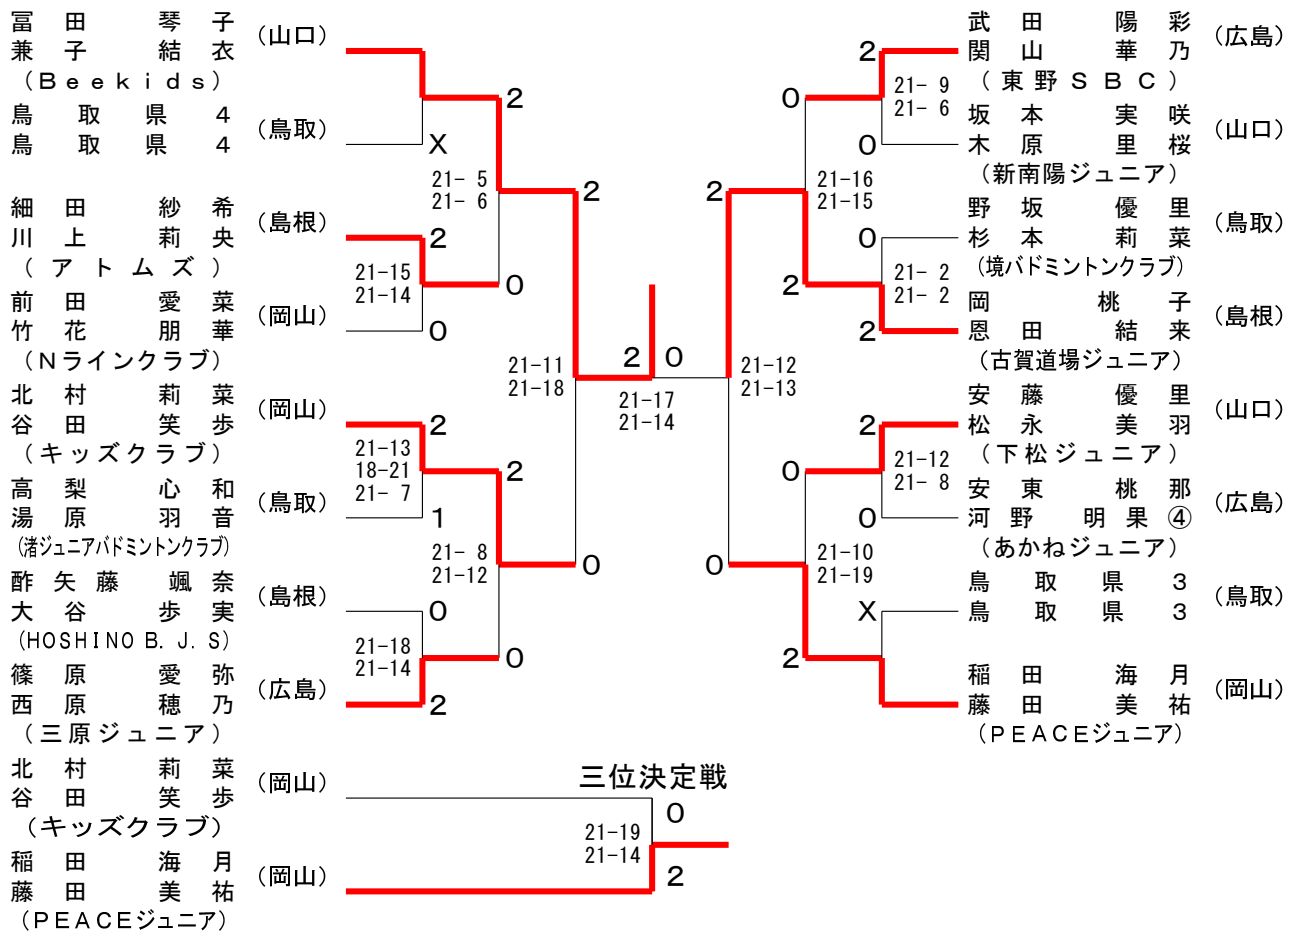 冨田 琴子
兼子 結衣
(山口)
(Beekids)
鳥取県4
鳥取県4
(鳥取)
細田 紗希
川上 莉央
(島根)
(アトムズ)
前田 愛菜
竹花 朋華
(岡山)
(Nラインクラブ)
北村 莉菜
谷田 笑歩
(岡山)
(キッズクラブ)
高梨 心和
湯原 羽音
(鳥取)
(渚ジュニアバドミントンクラブ)
酢矢藤 颯奈
大谷 歩実
(島根)
(HOSHINO B.J.S)
篠原 愛弥
西原 穂乃
(広島)
(三原ジュニア)
2
X
21- 5
21- 6
2
2
21-15
21-14
0
0
21-11
21-18
2
21-13
18-21
21- 7
2
1
21- 8
21-12
0
0
21-18
21-14
0
2
2 0
21-17
21-14
2
0
21- 9
21- 6
0
2
21-16
21-15
0
21- 2
21- 2
2
2
21-12
21-13
2
0
21-12
21- 8
0
0
21-10
21-19
X
2
武田 陽彩
関山 華乃
(広島)
(東野SBC)
坂本 実咲
木原 里桜
(山口)
(新南陽ジュニア)
野坂 優里
杉本 莉菜
(鳥取)
(境バドミントンクラブ)
岡 桃子
恩田 結来
(島根)
(古賀道場ジュニア)
安藤 優里
松永 美羽
(山口)
(下松ジュニア)
安東 桃那
河野 明果④
(広島)
(あかねジュニア)
鳥取県3
鳥取県3
(鳥取)
稲田 海月
藤田 美祐
(岡山)
(PEACEジュニア)
三位決定戦
北村 莉菜
谷田 笑歩
(岡山)
(キッズクラブ)
0
21-19
21-14
2
稲田 海月
藤田 美祐
(岡山)
(PEACEジュニア)